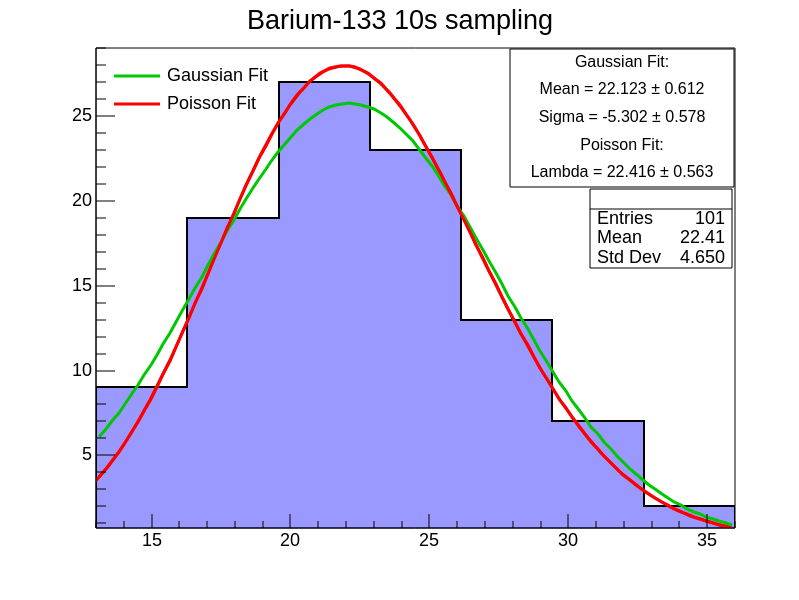 Barium-133 10s sampling
Gaussian Fit
Poisson Fit
Gaussian Fit:
Mean = 22.123 ± 0.612
Sigma = -5.302 ± 0.578
Poisson Fit:
Lambda = 22.416 ± 0.563
Entries 101
Mean 22.41
Std Dev 4.650
25
20
15
10
5
15 20 25 30 35